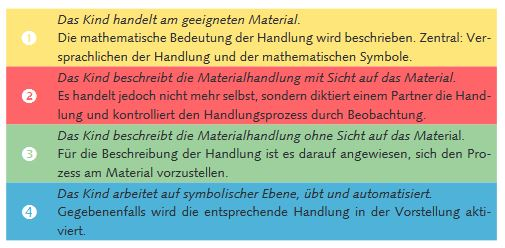 Das Kind handelt am geeigneten Material.
1 Die mathematische Bedeutung der Handlung wird beschrieben. Zentral: Ver-
sprachlichen der Handlung und der mathematischen Symbole.
Das Kind beschreibt die Materialhandlung mit Sicht auf das Material.
2 Es handelt jedoch nicht mehr selbst, sondern diktiert einem Partner die Hand-
lung und kontrolliert den Handlungsprozess durch Beobachtung.
Das Kind beschreibt die Materialhandlung ohne Sicht auf das Material.
3 Für die Beschreibung der Handlung ist es darauf angewiesen, sich den Pro-
zess am Material vorzustellen.
Das Kind arbeitet auf symbolischer Ebene, übt und automatisiert.
4 Gegebenenfalls wird die entsprechende Handlung in der Vorstellung akti-
viert.